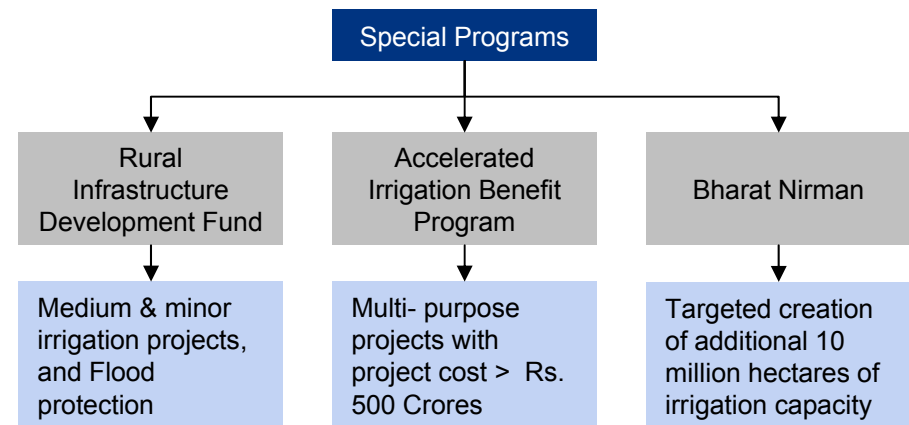 Special Programs
Rural
Infrastructure
Development Fund
Accelerated
Irrigation Benefit
Program
Bharat Nirman
Medium & minor
irrigation projects,
and Flood
protection
Multi- purpose
projects with
project cost > Rs.
500 Crores
Targeted creation
of additional 10
million hectares of
irrigation capacity